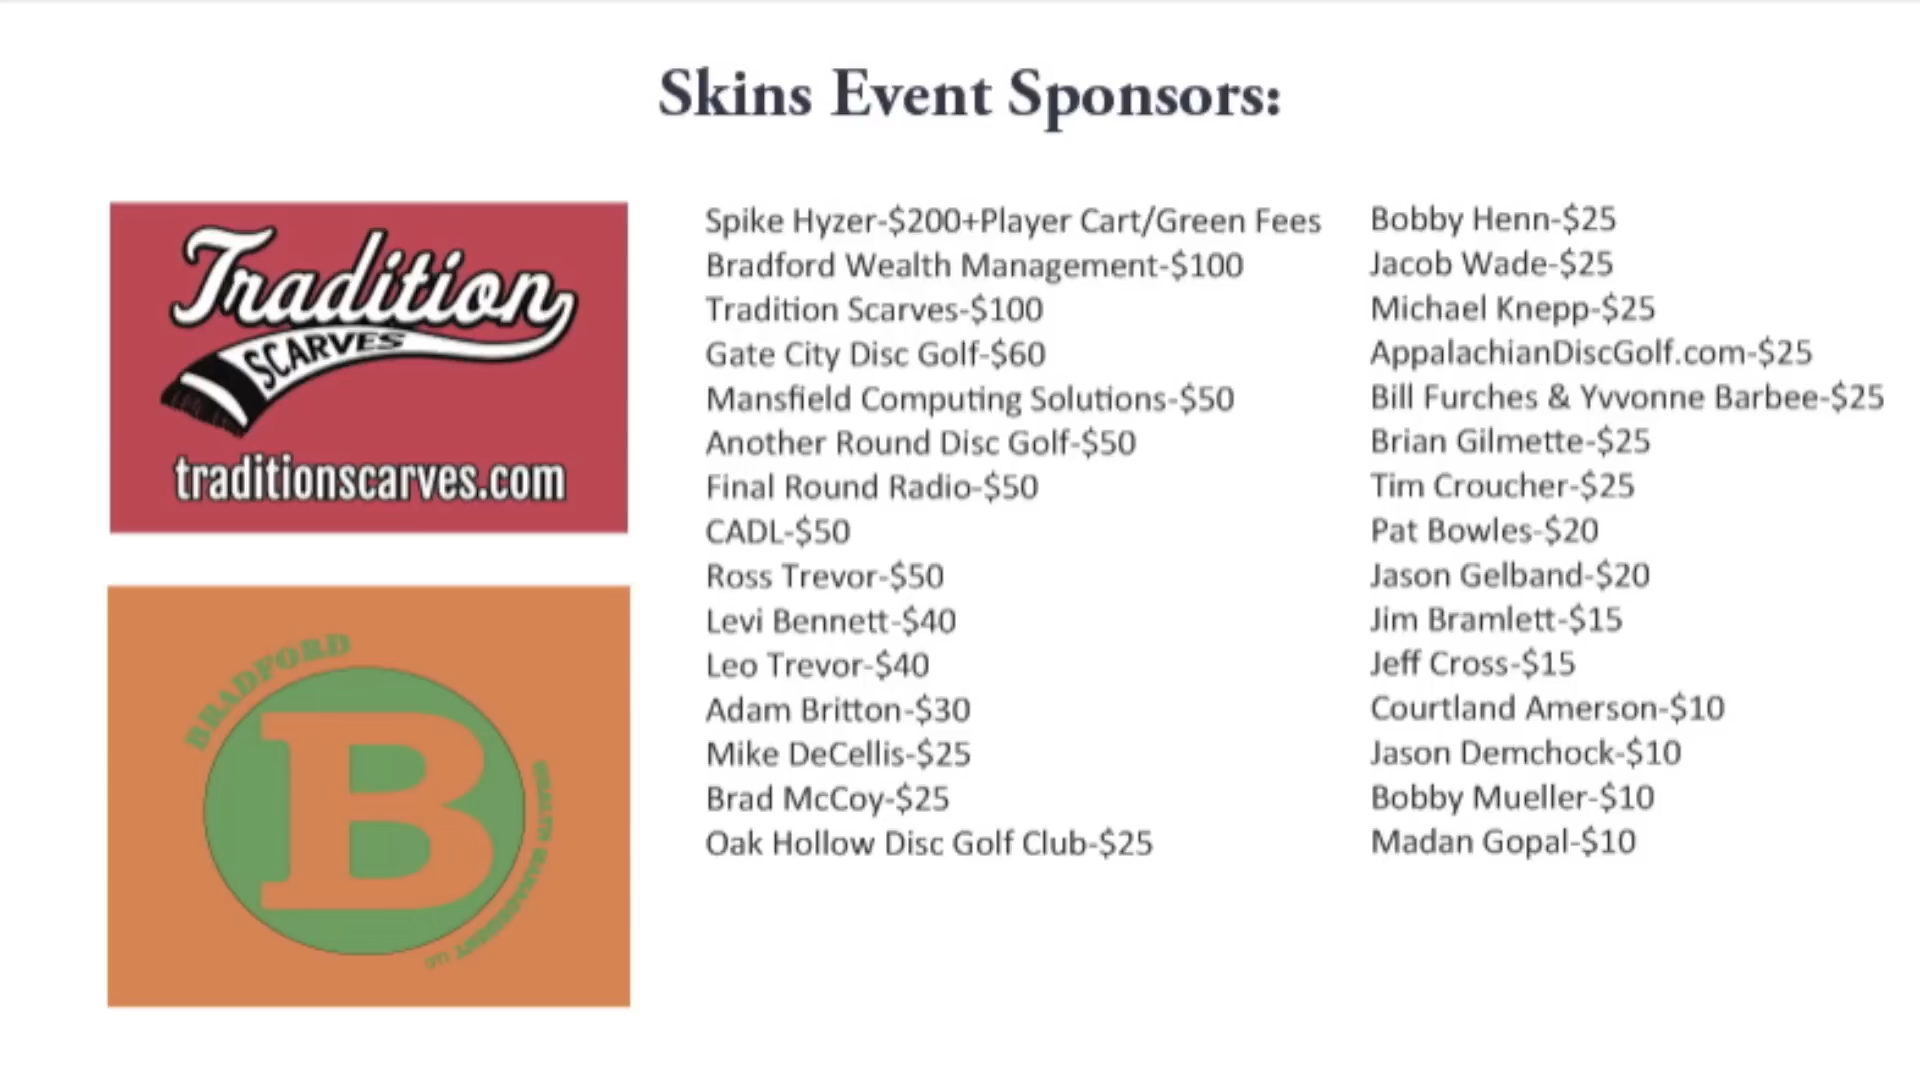 Skins Event Sponsors:
Tradition
SCARVES
traditionscarves.com
BRADFORD
B
WEALTH MANAGEMENT LLC
Spike Hyzer-$200+Player Cart/Green Fees
Bradford Wealth Management-$100
Tradition Scarves-$100
Gate City Disc Golf-$60
Mansfield Computing Solutions-$50
Another Round Disc Golf-$50
Final Round Radio-$50
CADL-$50
Ross Trevor-$50
Levi Bennett-$40
Leo Trevor-$40
Adam Britton-$30
Mike DeCellis-$25
Brad McCoy-$25
Oak Hollow Disc Golf Club-$25
Bobby Henn-$25
Jacob Wade-$25
Michael Knepp-$25
AppalachianDiscGolf.com-$25
Bill Furches & Yvvonne Barbee-$25
Brian Gilmette-$25
Tim Croucher-$25
Pat Bowles-$20
Jason Gelband-$20
Jim Bramlett-$15
Jeff Cross-$15
Courtland Amerson-$10
Jason Demchock-$10
Bobby Mueller-$10
Madan Gopal-$10